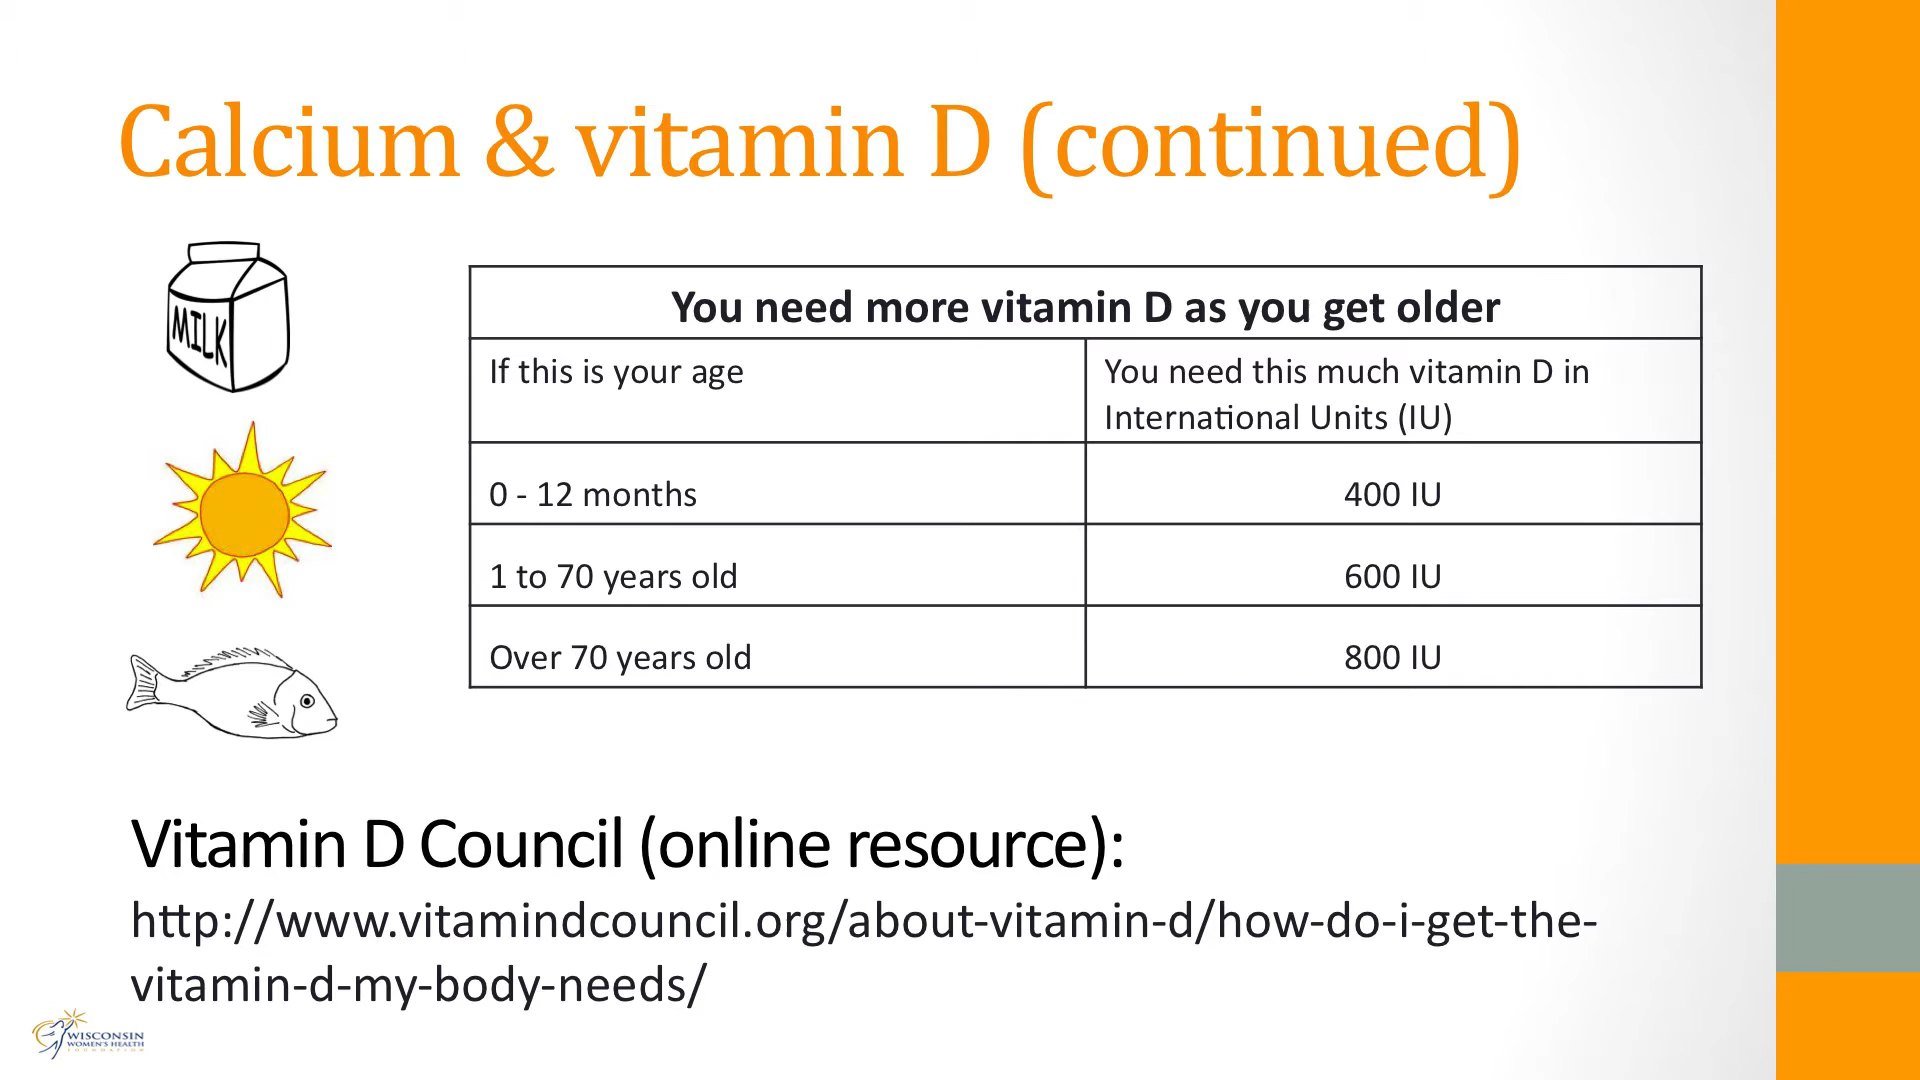 Calcium & vitamin D (continued)
MILK
You need more vitamin D as you get older
If this is your age
You need this much vitamin D in
International Units (IU)
0 - 12 months
400 IU
1 to 70 years old
600 IU
Over 70 years old
800 IU
Vitamin D Council (online resource):
http://www.vitamindcouncil.org/about-vitamin-d/how-do-i-get-the-
vitamin-d-my-body-needs/
WISCONSIN
WOMEN'S HEALTH
FOUNDATION